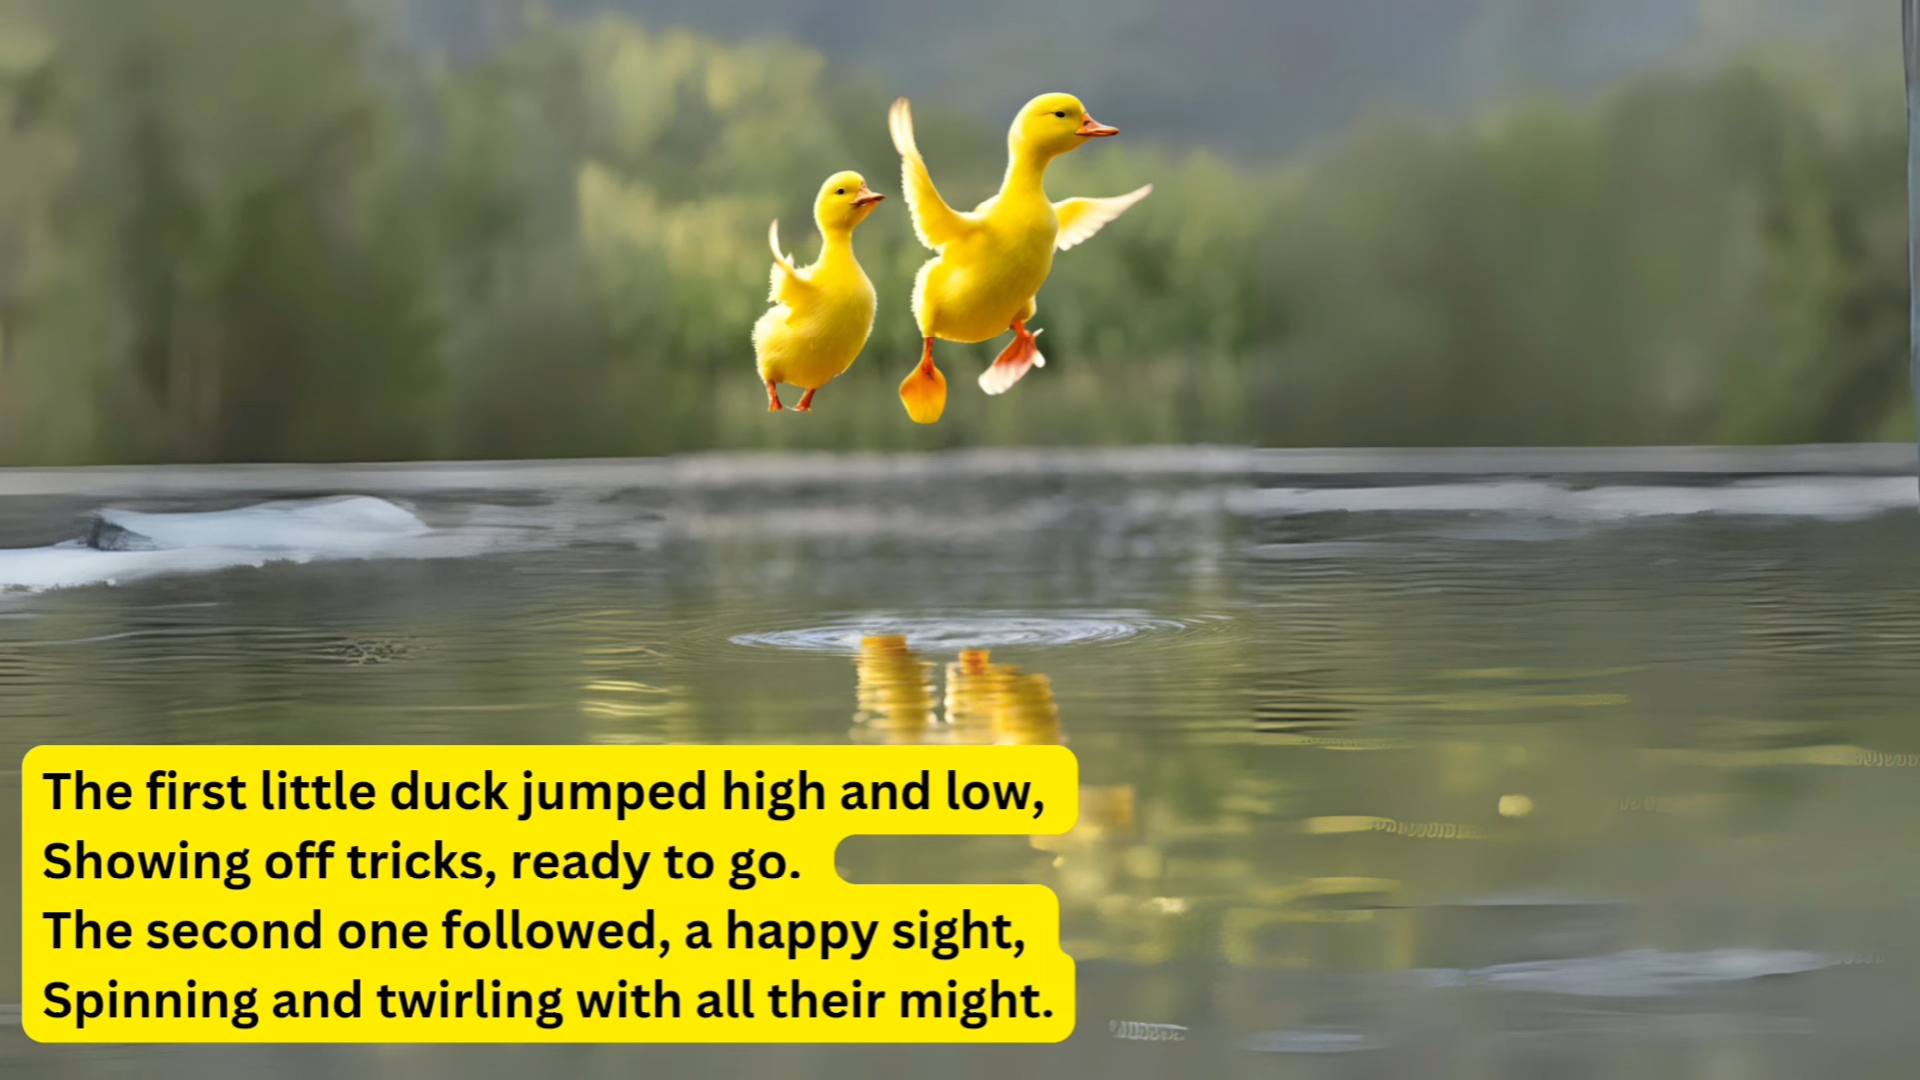 The first little duck jumped high and low,
Showing off tricks, ready to go.
The second one followed, a happy sight,
Spinning and twirling with all their might.